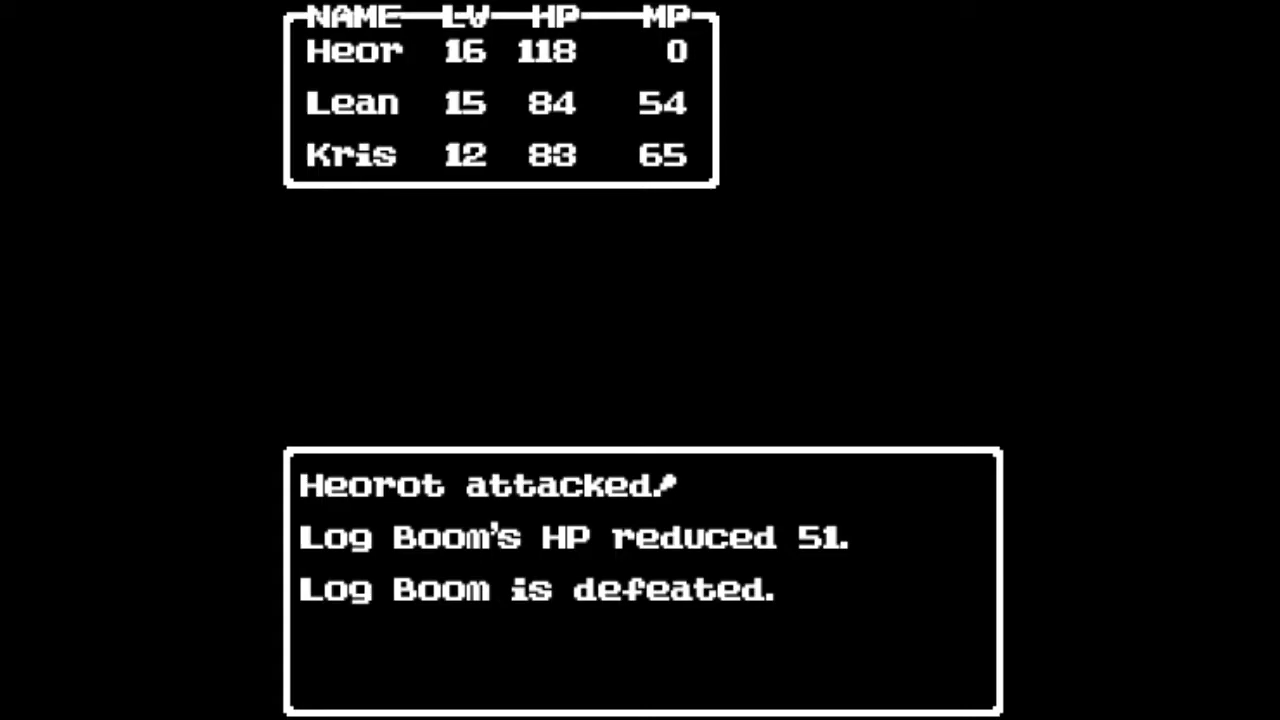 NAME LV HP MP
Heor 16 118 0
Lean 15 84 54
Kris 12 83 65
Heorot attacked!
Log Boom's HP reduced 51.
Log Boom is defeated.